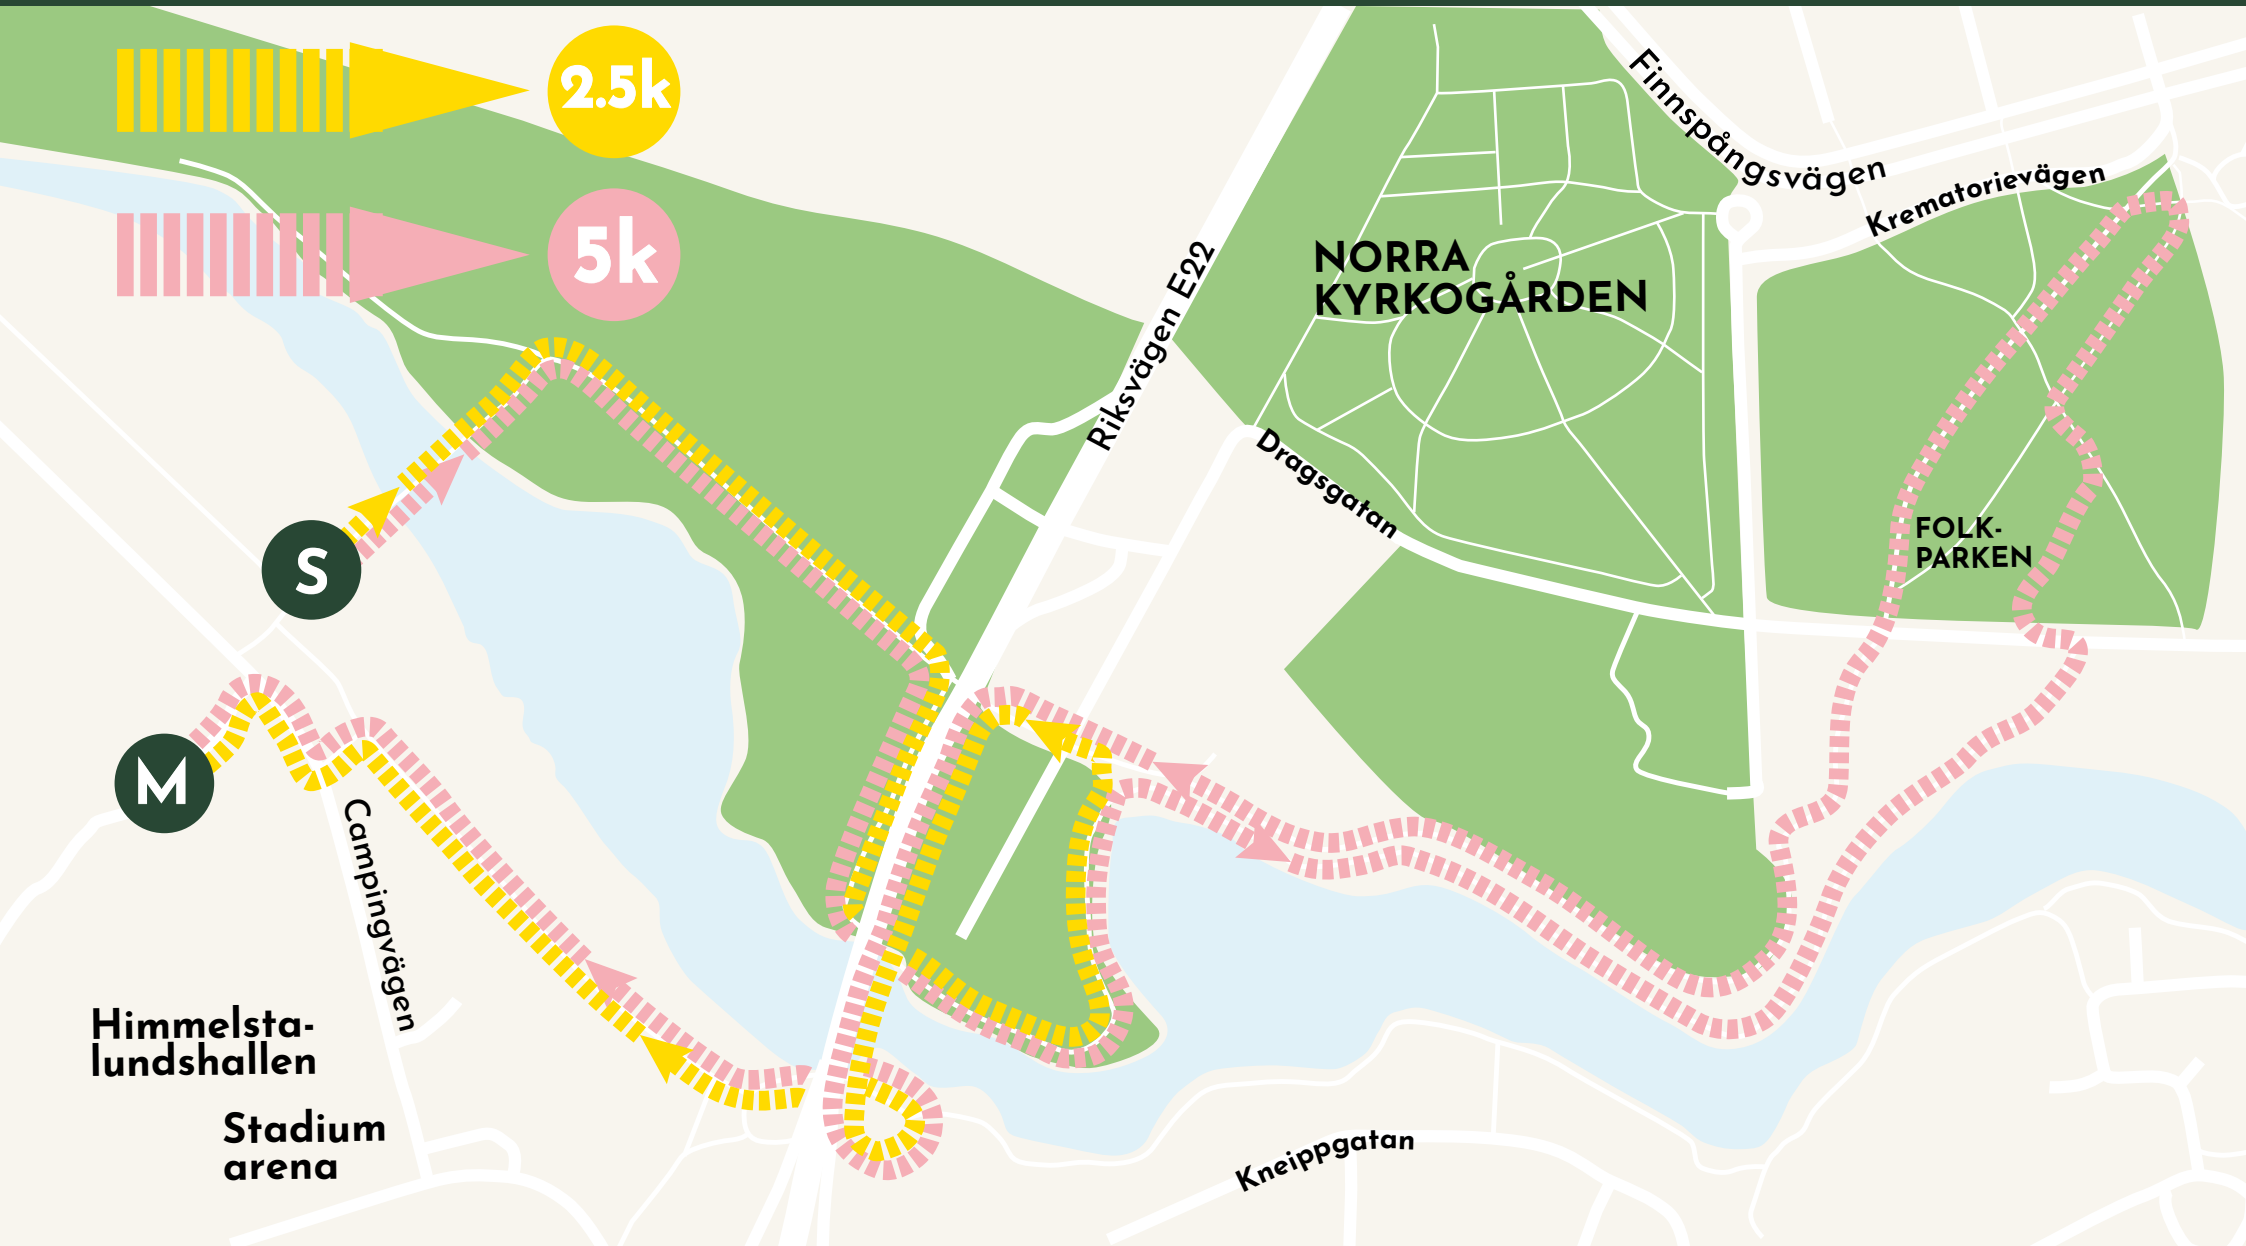 2.5k
5k
Finnspångsvägen
Krematorievägen
Riksvägen E22
NORRA
KYRKOGÅRDEN
Dragsgatan
FOLK-
PARKEN
S
M
Campingvägen
Himmelsta-
lundshallen
Stadium
arena
Kneippgatan